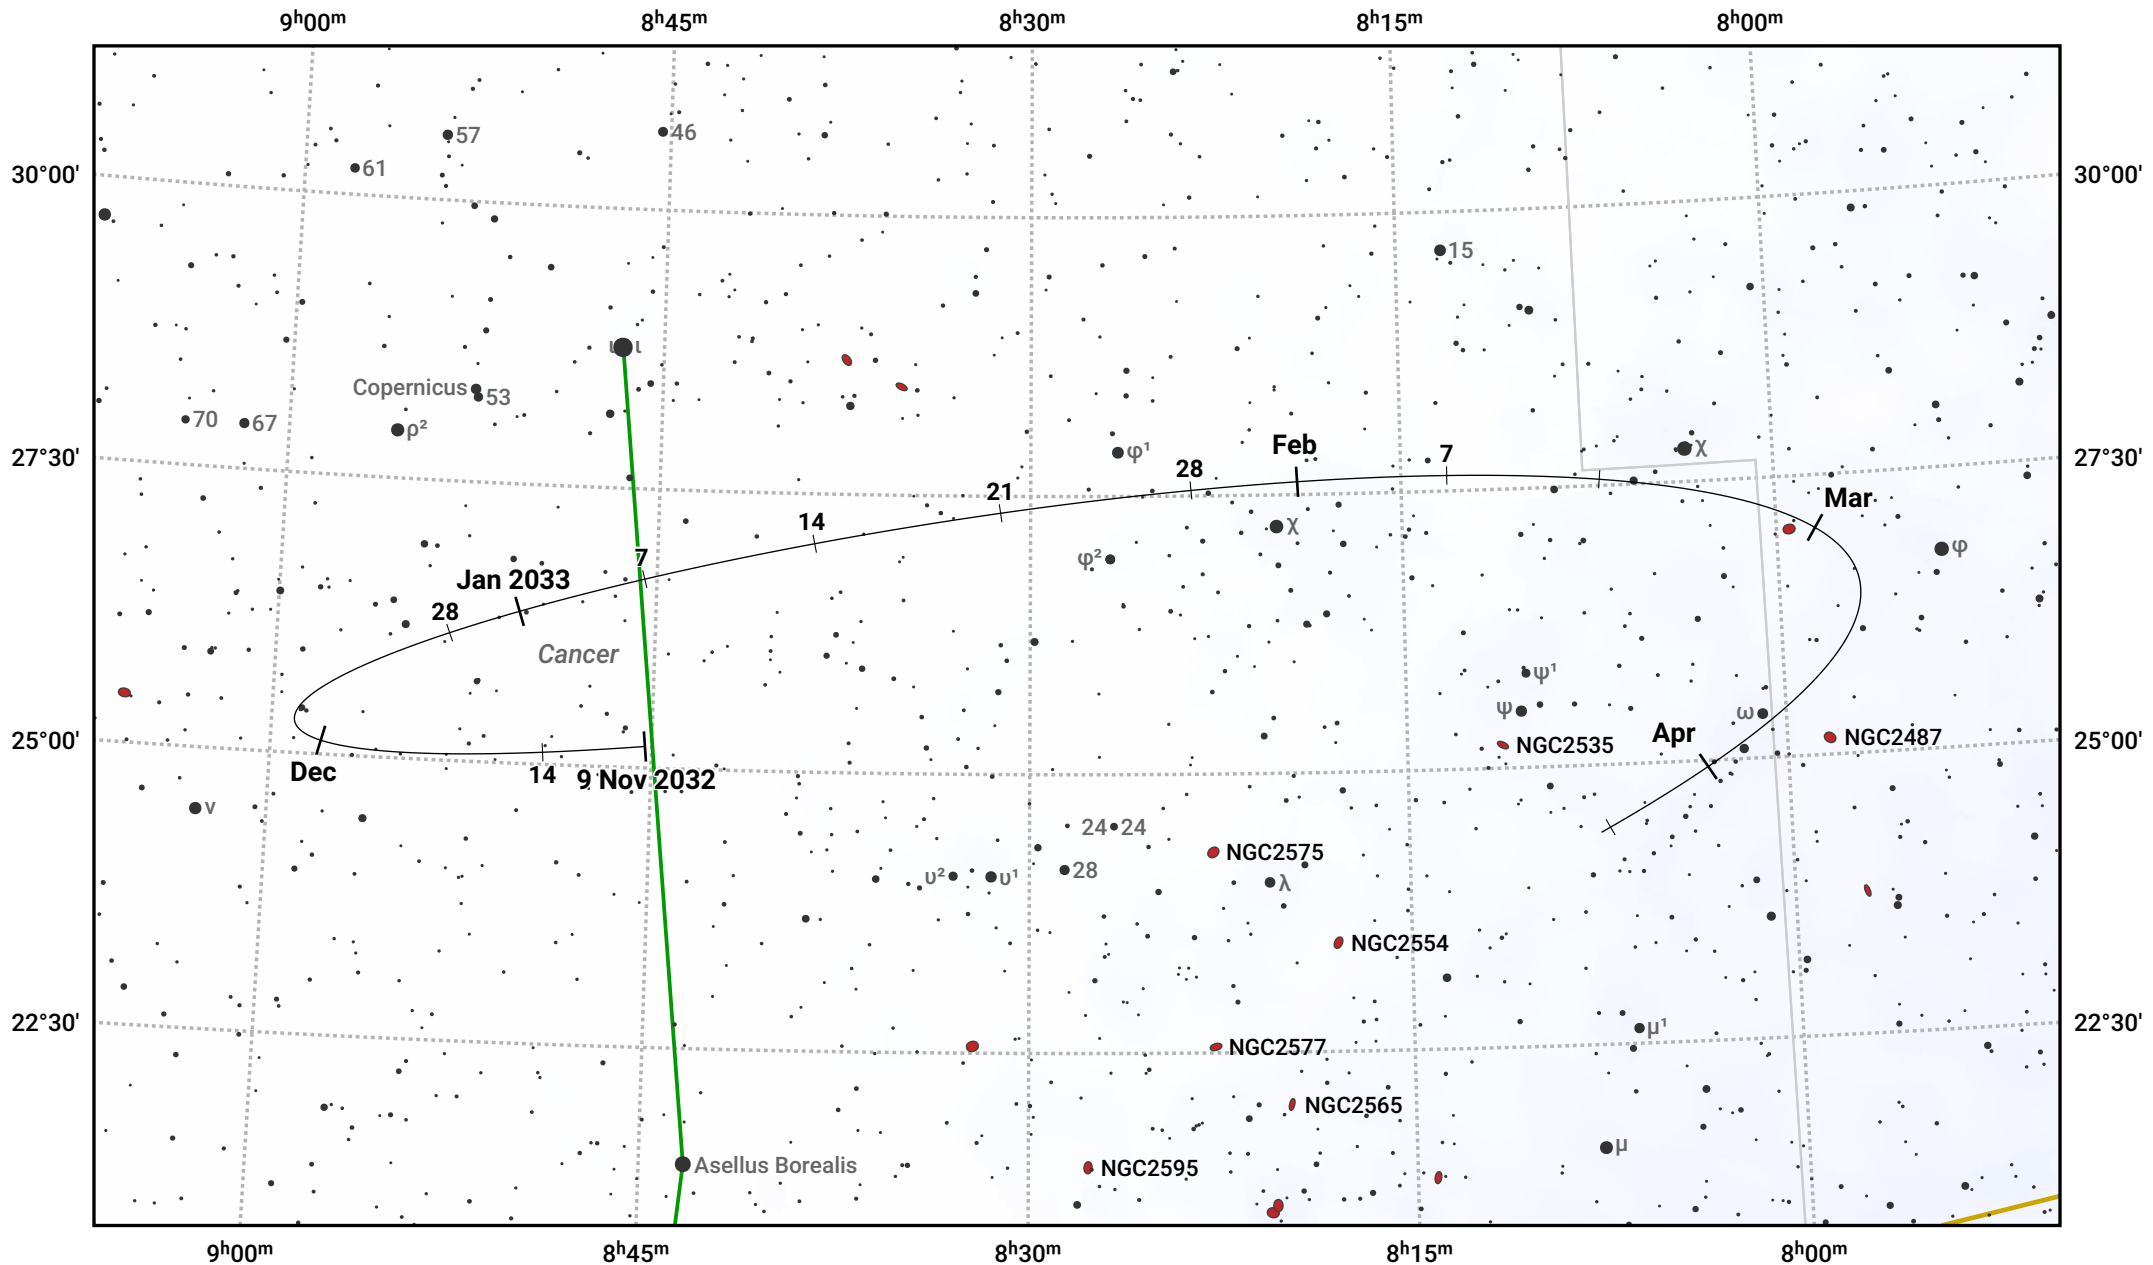 9ʰ00ᵐ 8ʰ45ᵐ 8ʰ30ᵐ 8ʰ15ᵐ 8ʰ00ᵐ
57 46
61
30°00' 30°00'
15
ι ι
Copernicus 53
70 67 ρ²
27°30' φ¹ 28 Feb 7 χ 27°30'
21 Mar
14 χ
7 φ² φ
Jan 2033
28
Cancer
ψ¹
ψ ω
Apr
25°00' NGC2535 NGC2487 25°00'
Dec 14 9 Nov 2032
ν
24 24
NGC2575
υ² υ¹ 28 λ
NGC2554
22°30' μ¹ 22°30'
NGC2577
NGC2565
μ
Asellus Borealis NGC2595
9ʰ00ᵐ 8ʰ45ᵐ 8ʰ30ᵐ 8ʰ15ᵐ 8ʰ00ᵐ